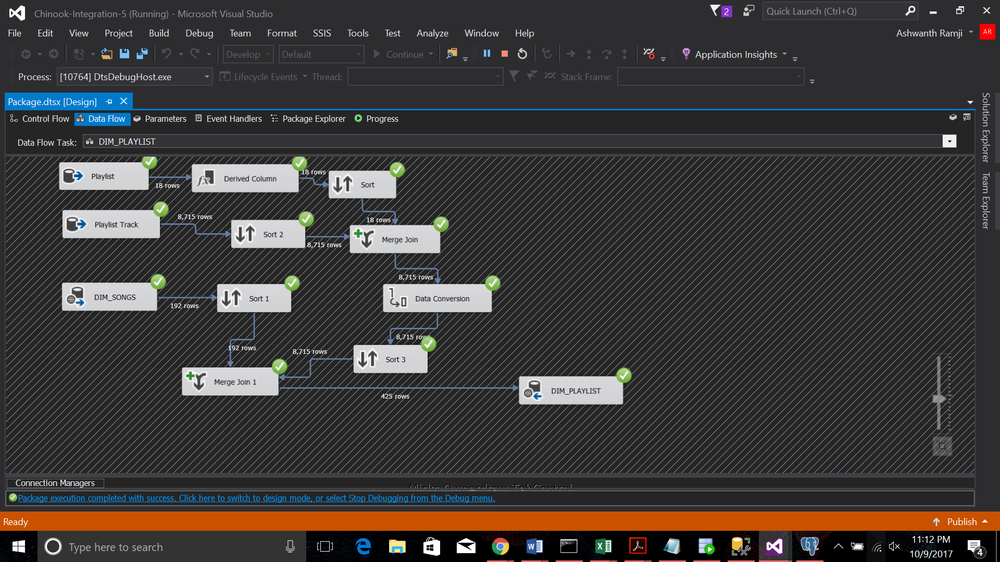 Chinook-Integration-5 (Running) - Microsoft Visual Studio
2
Quick Launch (Ctrl+Q)
File Edit View Project Build Debug Team Format SSIS Tools Test Analyze Window Help
Ashwanth Ramji
AR
Develop Default Continue Application Insights
Process: [10764] DtsDebugHost.exe Lifecycle Events Thread: Stack Frame:
Package.dtsx [Design]
Control Flow Data Flow Parameters Event Handlers Package Explorer Progress
Data Flow Task: DIM_PLAYLIST
Solution Explorer
Team Explorer
Playlist
18 rows
fx
Derived Column
18 rows
Sort
Playlist Track
8,715 rows
Sort 2
8,715 rows
18 rows
Merge Join
8,715 rows
DIM_SONGS
192 rows
Sort 1
Data Conversion
8,715 rows
192 rows
8,715 rows
Sort 3
Merge Join 1
425 rows
DIM_PLAYLIST
Connection Managers
Package execution completed with success. Click here to switch to design mode, or select Stop Debugging from the Debug menu.
Ready
Publish
Type here to search
11:12 PM
10/9/2017
4